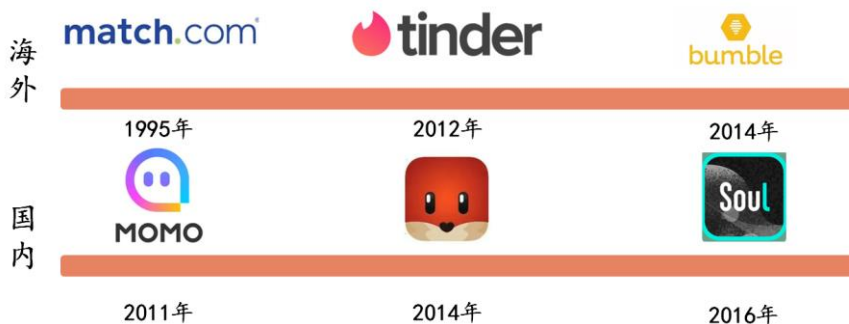 海外
match.com
tinder
bumble
1995年
2012年
2014年
国内
MOMO
Soul
2011年
2014年
2016年